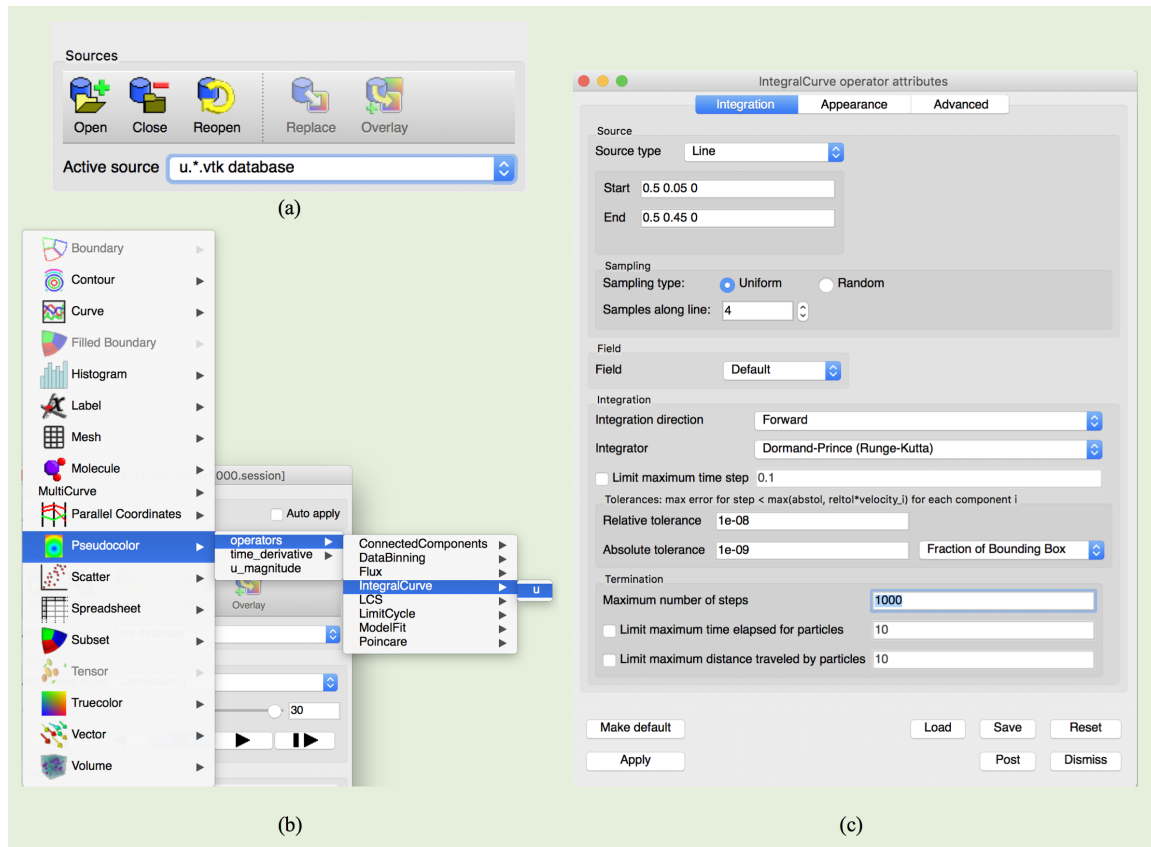 Sources
Open Close Reopen Replace Overlay
Active source u.*.vtk database
(a)
Boundary
Contour
Curve
Filled Boundary
Histogram
Label
Mesh
Molecule
MultiCurve
Parallel Coordinates
Pseudocolor
Scatter
Spreadsheet
Subset
Tensor
Truecolor
Vector
Volume
000.session]
Auto apply
operators
time_derivative
u_magnitude
Overlay
30
ConnectedComponents
DataBinning
Flux
IntegralCurve
LCS
LimitCycle
ModelFit
Poincare
u
(b)
IntegralCurve operator attributes
Integration Appearance Advanced
Source
Source type Line
Start 0.5 0.05 0
End 0.5 0.45 0
Sampling
Sampling type: Uniform Random
Samples along line: 4
Field
Field Default
Integration
Integration direction Forward
Integrator Dormand-Prince (Runge-Kutta)
Limit maximum time step 0.1
Tolerances: max error for step < max(abstol, reltol*velocity_i) for each component i
Relative tolerance 1e-08
Absolute tolerance 1e-09 Fraction of Bounding Box
Termination
Maximum number of steps 1000
Limit maximum time elapsed for particles 10
Limit maximum distance traveled by particles 10
Make default Load Save Reset
Apply Post Dismiss
(c)